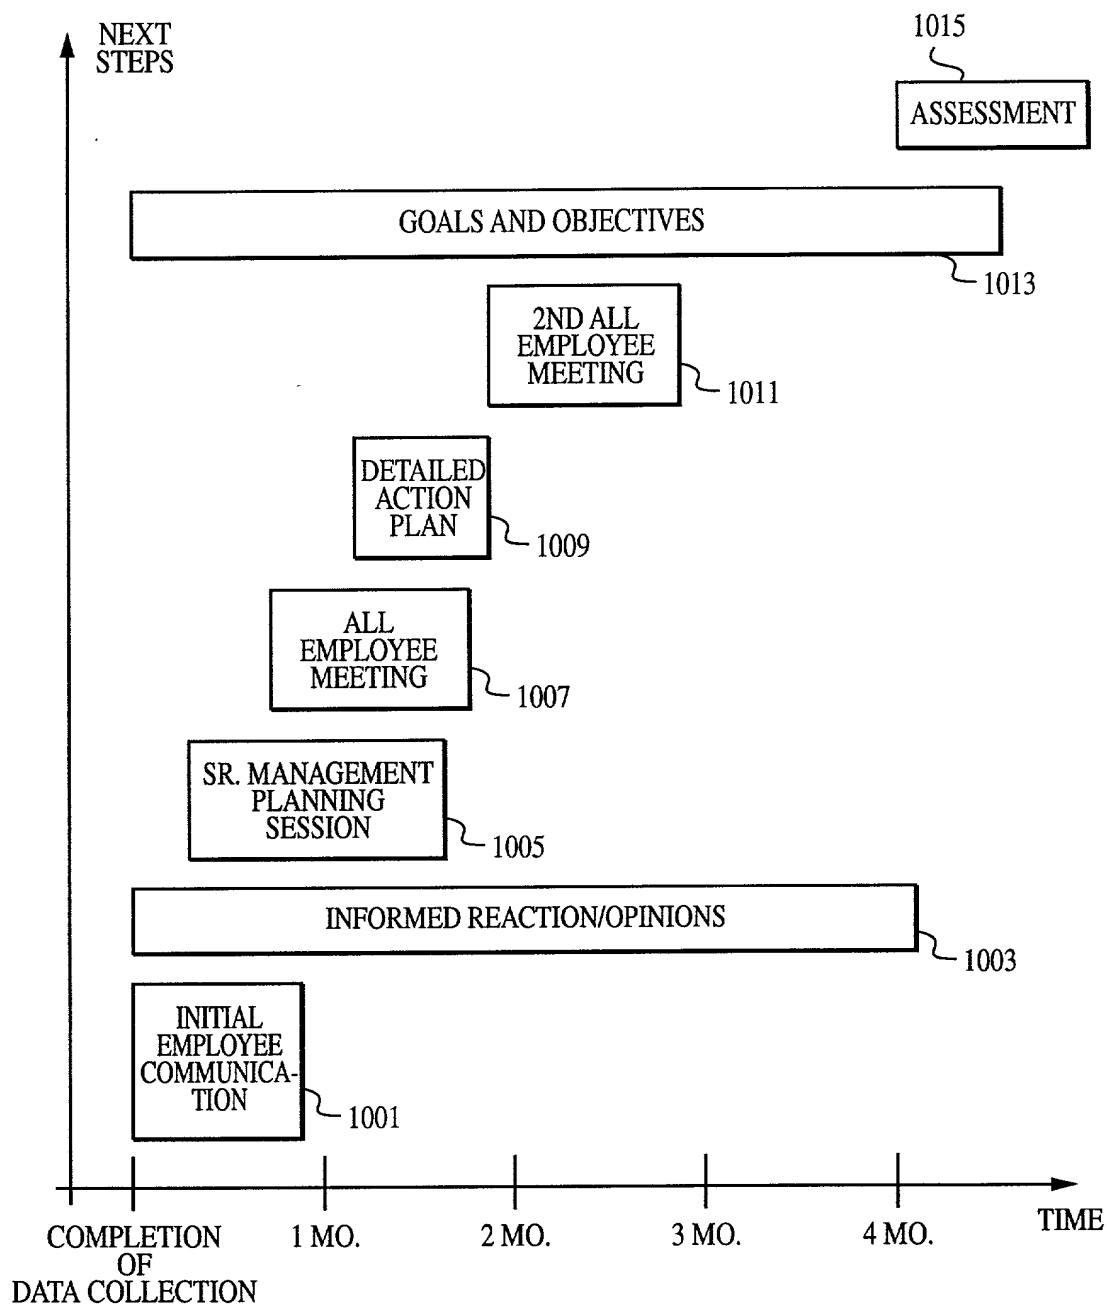 NEXT
STEPS
1015
ASSESSMENT
GOALS AND OBJECTIVES
1013
2ND ALL
EMPLOYEE
MEETING
1011
DETAILED
ACTION
PLAN
1009
ALL
EMPLOYEE
MEETING
1007
SR. MANAGEMENT
PLANNING
SESSION
1005
INFORMED REACTION/OPINIONS
1003
INITIAL
EMPLOYEE
COMMUNICA-
TION
1001
COMPLETION
OF
DATA COLLECTION
1 MO.
2 MO.
3 MO.
4 MO.
TIME